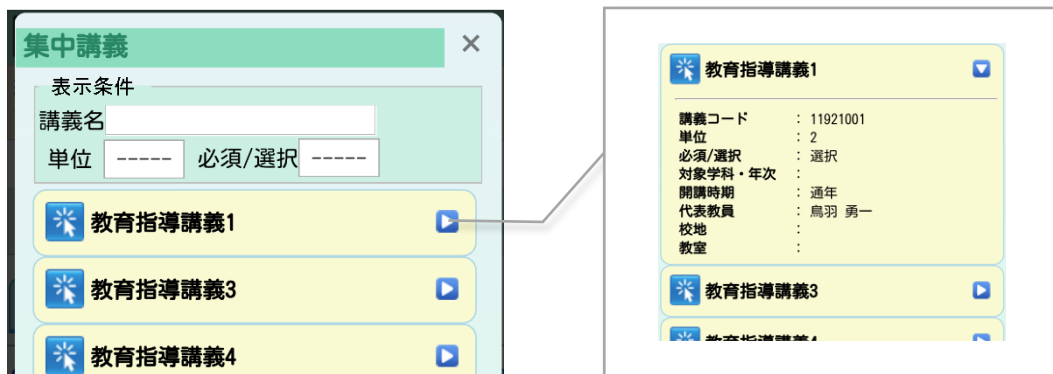 集中講義 ×
表示条件
講義名
単位 ----- 必須/選択 -----
教育指導講義1
教育指導講義3
教育指導講義4
教育指導講義1
講義コード : 11921001
単位 : 2
必須/選択 : 選択
対象学科・年次 :
開講時期 : 通年
代表教員 : 鳥羽 勇一
校地 :
教室 :
教育指導講義3